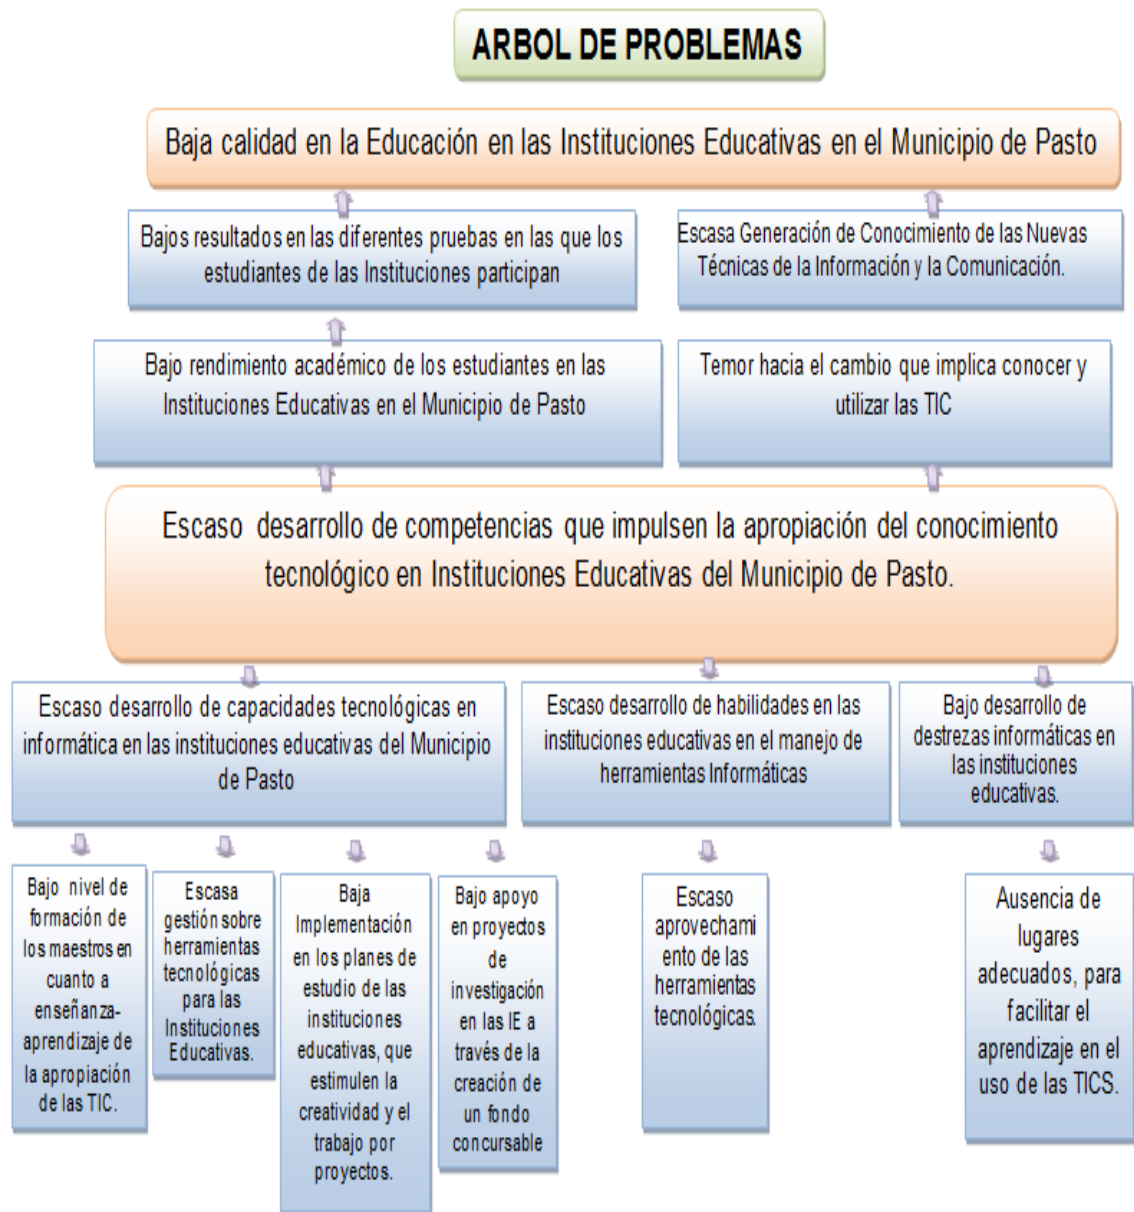 ARBOL DE PROBLEMAS
Baja calidad en la Educación en las Instituciones Educativas en el Municipio de Pasto
Bajos resultados en las diferentes pruebas en las que los
estudiantes de las Instituciones participan
Escasa Generación de Conocimiento de las Nuevas
Técnicas de la Información y la Comunicación.
Bajo rendimiento académico de los estudiantes en las
Instituciones Educativas en el Municipio de Pasto
Temor hacia el cambio que implica conocer y
utilizar las TIC
Escaso desarrollo de competencias que impulsen la apropiación del conocimiento
tecnológico en Instituciones Educativas del Municipio de Pasto.
Escaso desarrollo de capacidades tecnológicas en
informática en las instituciones educativas del Municipio
de Pasto
Escaso desarrollo de habilidades en las
instituciones educativas en el manejo de
herramientas Informáticas
Bajo desarrollo de
destrezas informáticas en
las instituciones
educativas.
Bajo nivel de
formación de
los maestros en
cuanto a
enseñanza-
aprendizaje de
la apropiación
de las TIC.
Escasa
gestión sobre
herramientas
tecnológicas
para las
Instituciones
Educativas.
Baja
Implementación
en los planes de
estudio de las
instituciones
educativas, que
estimulen la
creatividad y el
trabajo por
proyectos.
Bajo apoyo
en proyectos
de
investigación
en las IE a
través de la
creación de
un fondo
concursable
Escaso
aprovechami
ento de las
herramientas
tecnológicas.
Ausencia de
lugares
adecuados, para
facilitar el
aprendizaje en el
uso de las TICS.